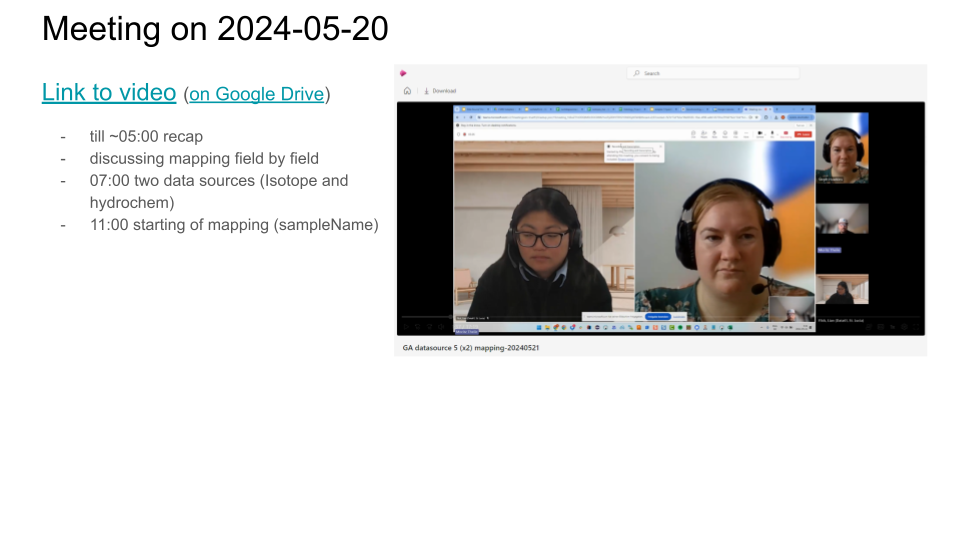 Meeting on 2024-05-20
Link to video (on Google Drive)
- till ~05:00 recap
- discussing mapping field by field
- 07:00 two data sources (Isotope and
hydrochem)
- 11:00 starting of mapping (sampleName)
Search
Download
GA datasource 5 (x2) mapping-20240521